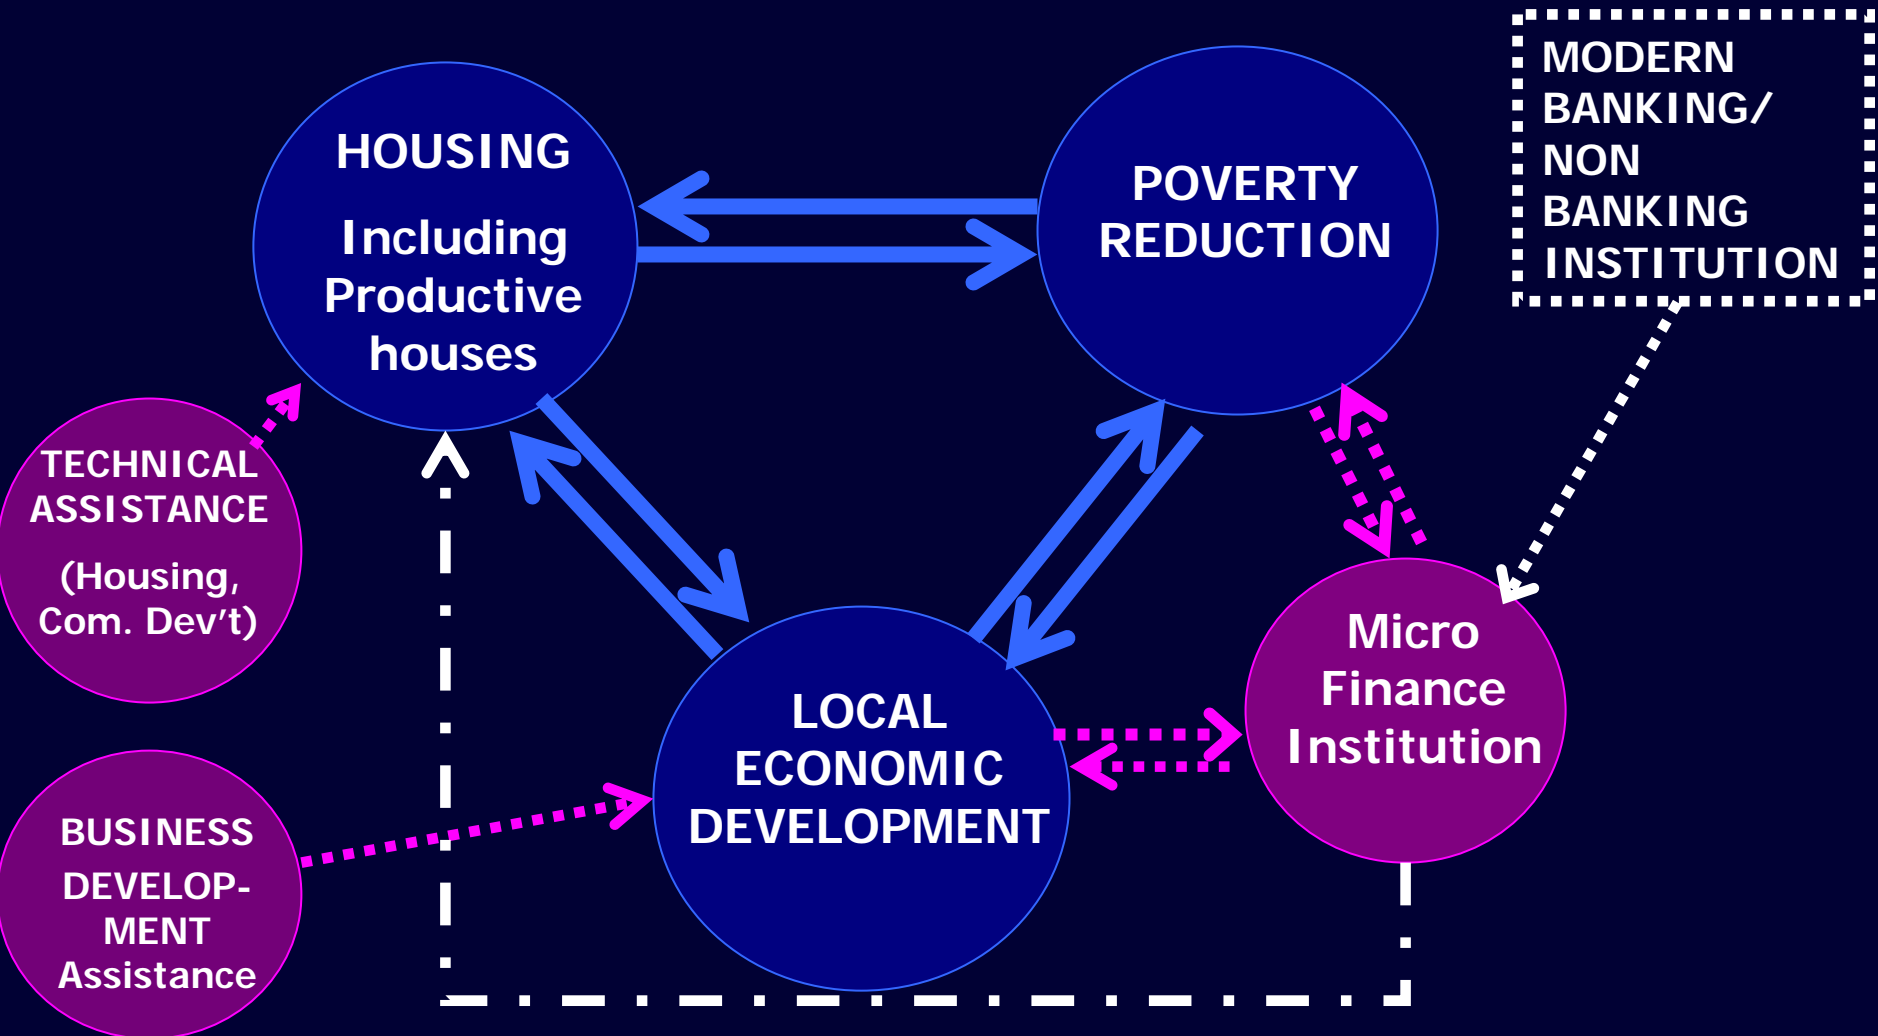 HOUSING
Including
Productive
houses
POVERTY
REDUCTION
MODERN
BANKING/
NON
BANKING
INSTITUTION
TECHNICAL
ASSISTANCE
(Housing,
Com. Dev't)
LOCAL
ECONOMIC
DEVELOPMENT
Micro
Finance
Institution
BUSINESS
DEVELOP-
MENT
Assistance